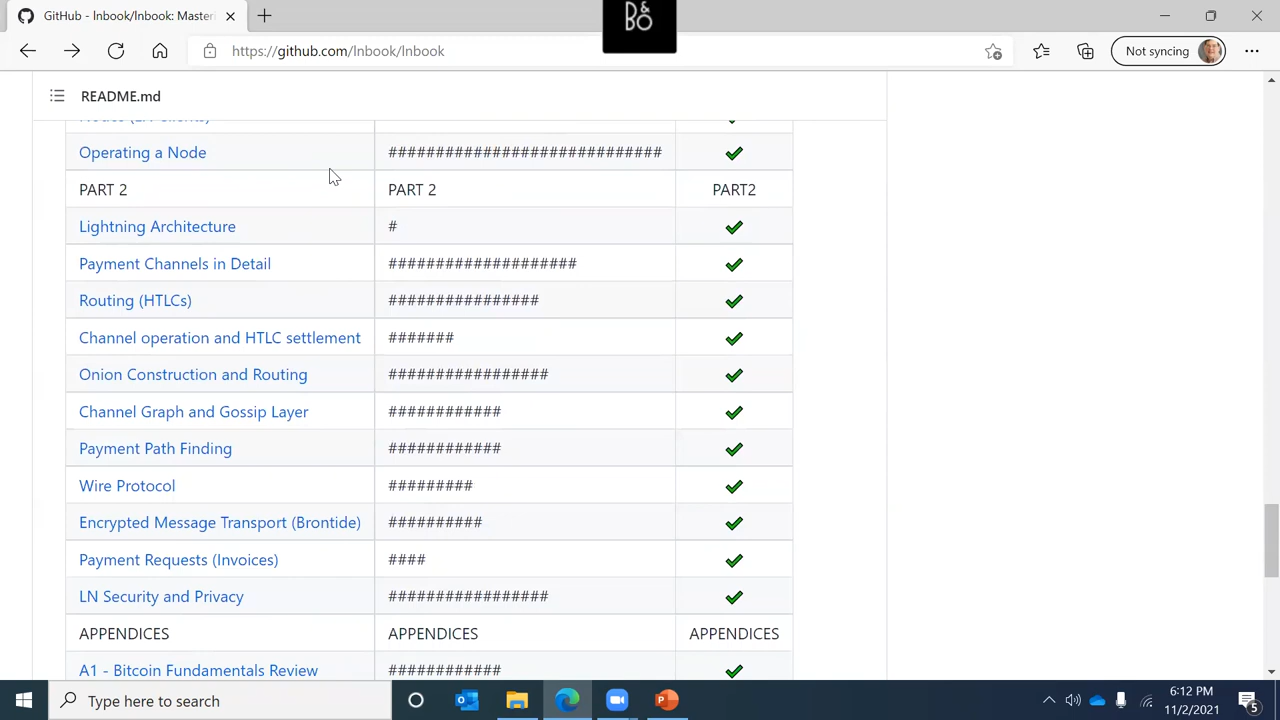 GitHub - lnbook/lnbook: Masteri
D&
BO
https://github.com/lnbook/lnbook
Not syncing
README.md
Operating a Node ###########################
PART 2 PART 2 PART2
Lightning Architecture #
Payment Channels in Detail ####################
Routing (HTLCs) ################
Channel operation and HTLC settlement #######
Onion Construction and Routing #################
Channel Graph and Gossip Layer ############
Payment Path Finding ############
Wire Protocol #########
Encrypted Message Transport (Brontide) ##########
Payment Requests (Invoices) ####
LN Security and Privacy #################
APPENDICES APPENDICES APPENDICES
A1 - Bitcoin Fundamentals Review ############
Type here to search
6:12 PM
11/2/2021
5